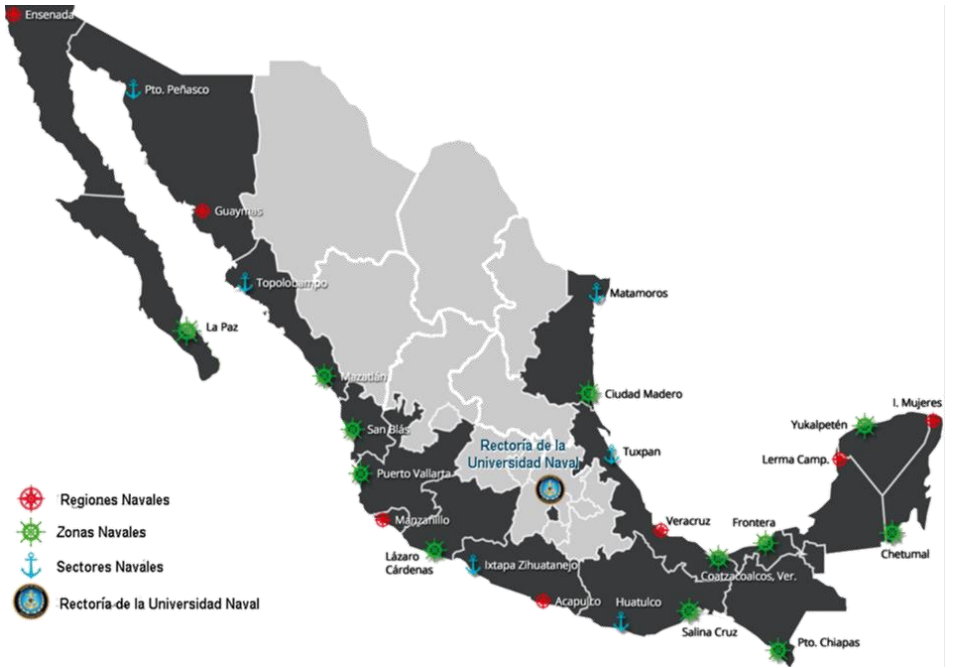 Ensenada
Pto. Peñasco
Guaymas
Topolobampo
Matamoros
La Paz
Mazatlán
Ciudad Madero
I. Mujeres
Yukalpetén
San Blás
Rectoría de la
Universidad Naval
Tuxpan
Lerma Camp.
Puerto Vallarta
Regiones Navales
Manzanillo
Veracruz
Frontera
Zonas Navales
Chetumal
Lázaro
Cárdenas
Ixtapa Zihuatanejo
Coatzacoalcos, Ver.
Sectores Navales
Acapulco
Huatulco
Rectoría de la Universidad Naval
Salina Cruz
Pto. Chiapas